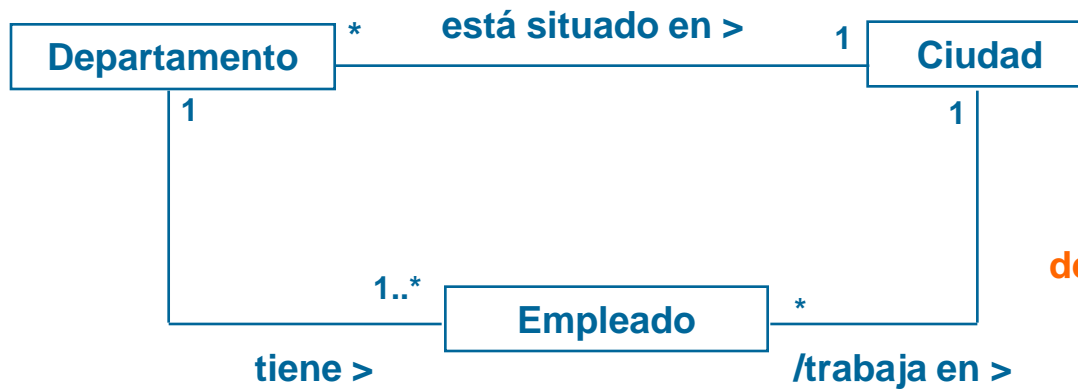 * está situado en > 1
Departamento Ciudad
1 1
1..*
Empleado *
tiene > /trabaja en >